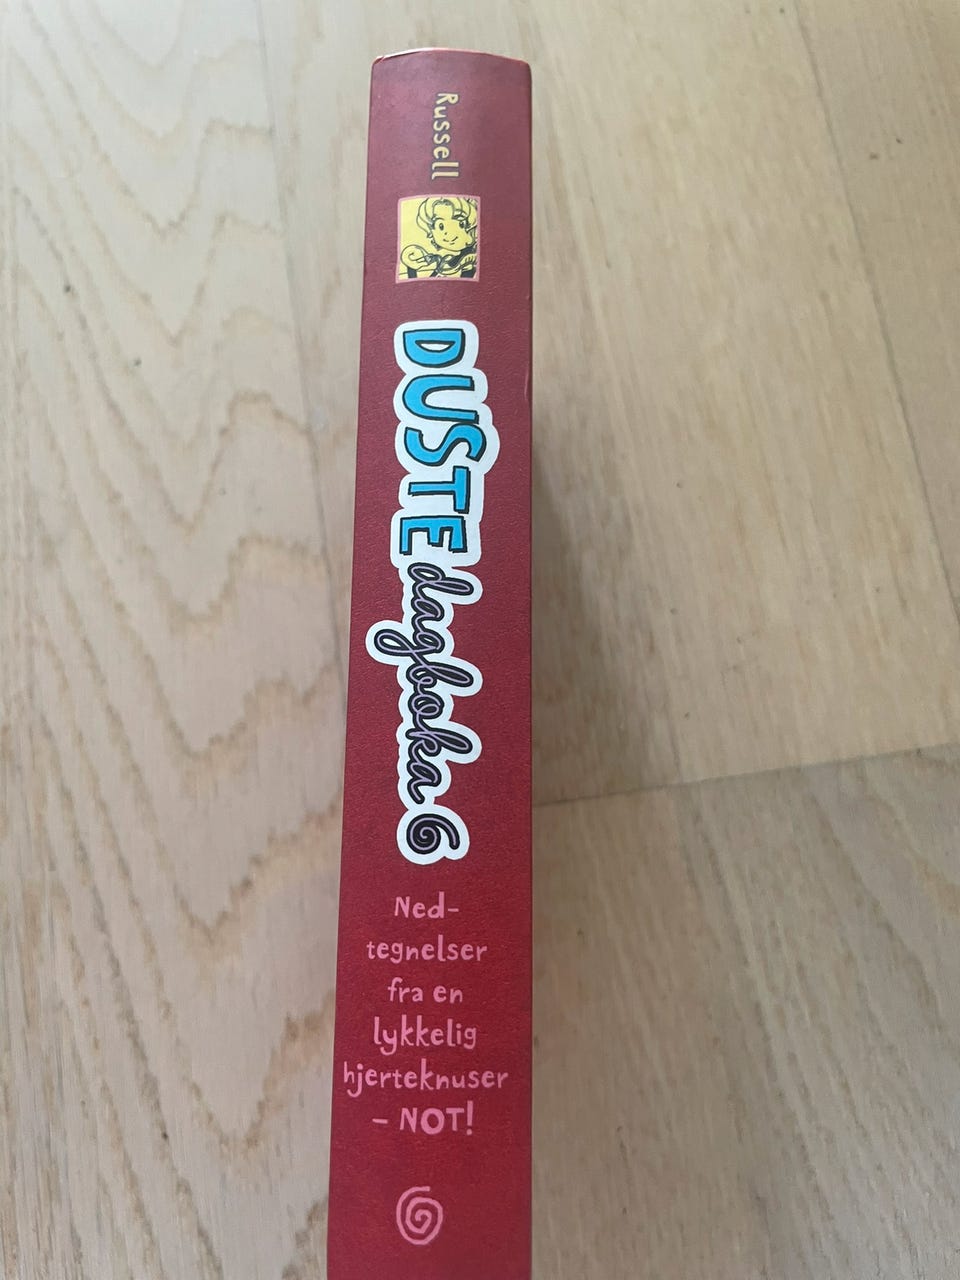 Russell
DUSTE dagboka 6
Ned-
tegnelser
fra en
lykkelig
hjerteknuser
– NOT!